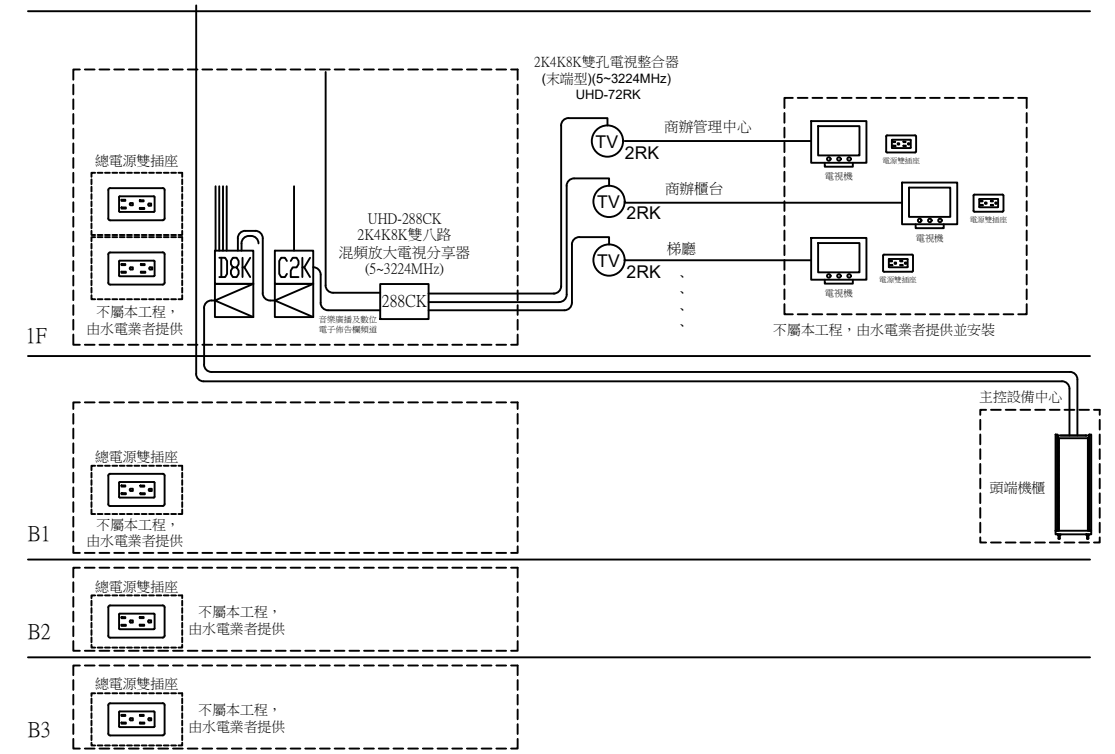 2K4K8K雙孔電視整合器
(末端型)(5~3224MHz)
UHD-72RK
TV
2RK
商辦管理中心
電視機
電源雙插座
TV
2RK
商辦櫃台
電視機
電源雙插座
TV
2RK
梯廳
、
、
、
、
電視機
電源雙插座
不屬本工程，由水電業者提供並安裝
總電源雙插座
不屬本工程，
由水電業者提供
D8K
C2K
UHD-288CK
2K4K8K雙八路
混頻放大電視分享器
(5~3224MHz)
288CK
音樂廣播及數位
電子佈告欄頻道
1F
主控設備中心
頭端機櫃
總電源雙插座
不屬本工程，
由水電業者提供
B1
總電源雙插座
不屬本工程，
由水電業者提供
B2
總電源雙插座
不屬本工程，
由水電業者提供
B3